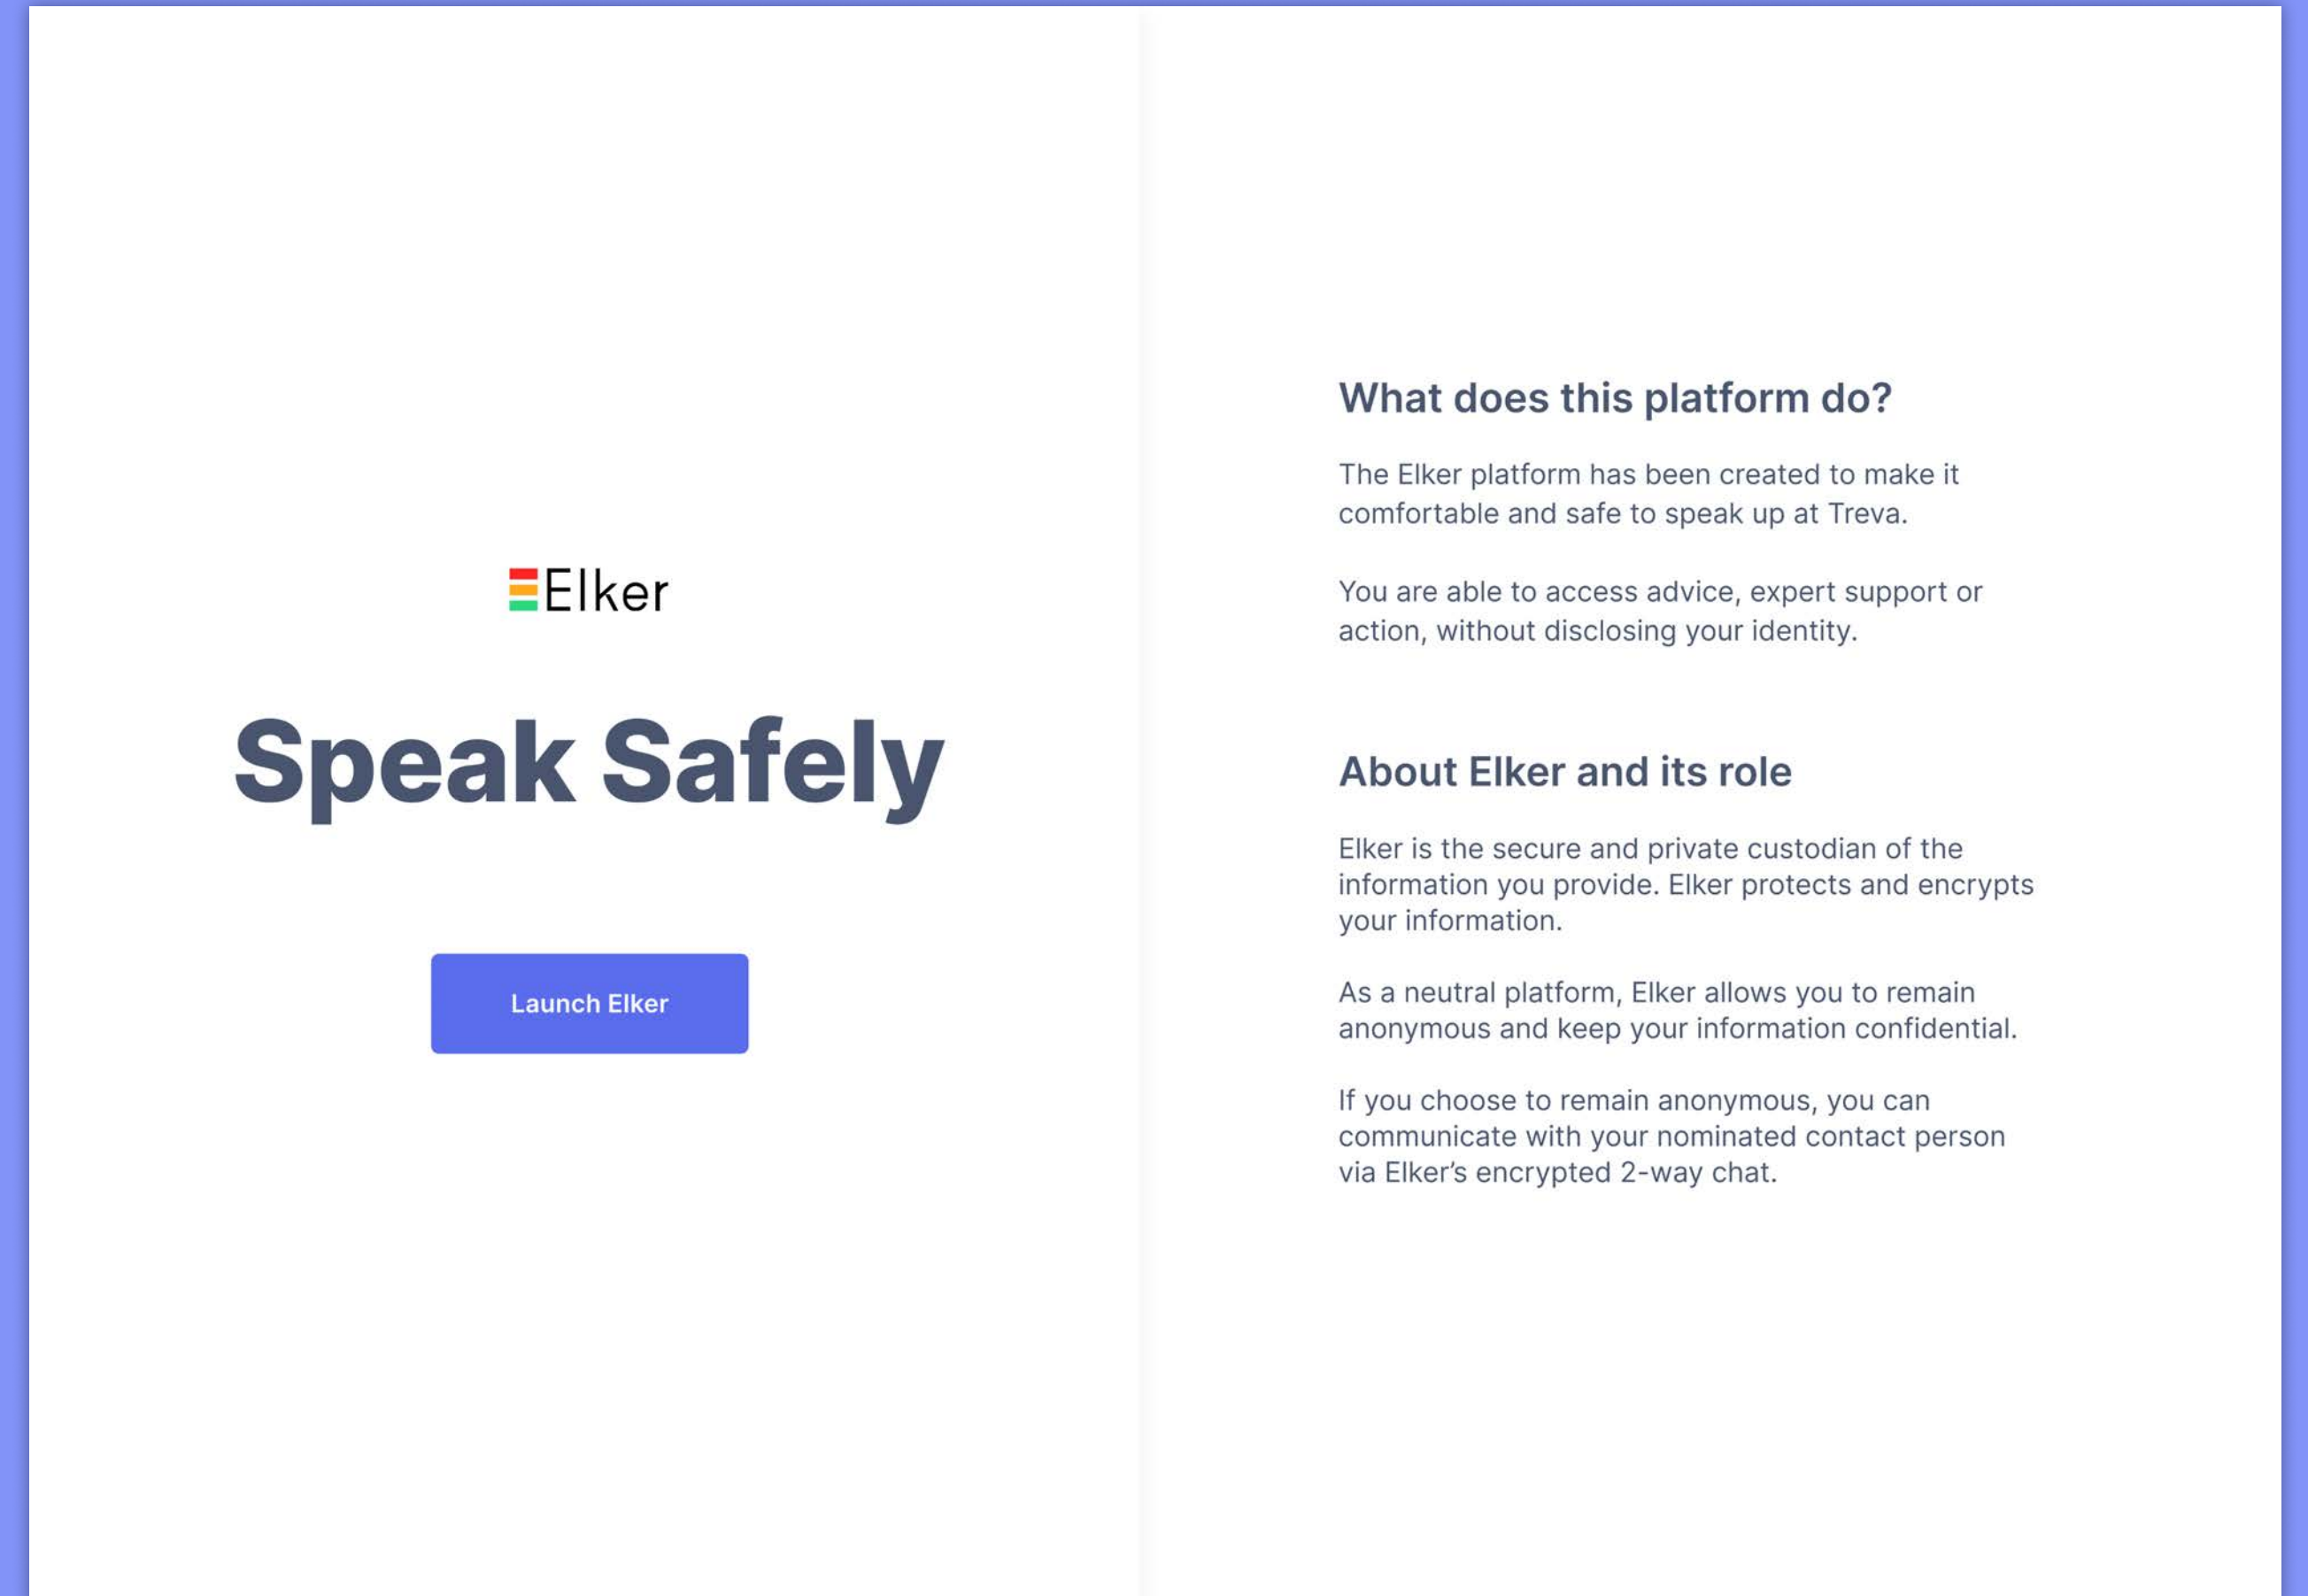 Elker
Speak Safely
Launch Elker
What does this platform do?
The Elker platform has been created to make it
comfortable and safe to speak up at Treva.
You are able to access advice, expert support or
action, without disclosing your identity.
About Elker and its role
Elker is the secure and private custodian of the
information you provide. Elker protects and encrypts
your information.
As a neutral platform, Elker allows you to remain
anonymous and keep your information confidential.
If you choose to remain anonymous, you can
communicate with your nominated contact person
via Elker’s encrypted 2-way chat.